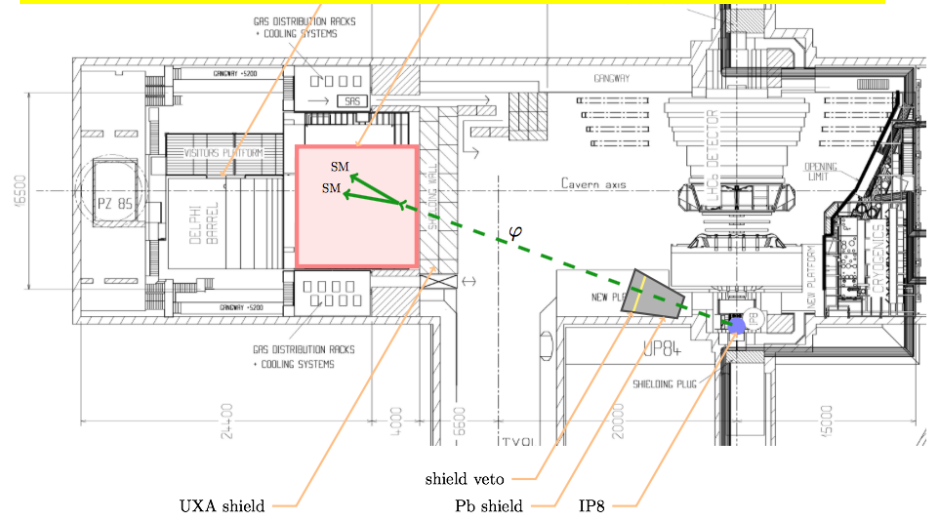 GAS DISTRIBUTION RACKS
+ COOLING SYSTEMS
GANGWAY +5200
SAS
GANGWAY
VISITORS PLATFORM
SM
SM
PZ 85
DELPHI
BARREL
SHIELDING WALL
Cavern axis
φ
LHCb DETECTOR
OPENING
LIMIT
CRYOGENICS
NEW PLATFORM
16500
GANGWAY +5200
GAS DISTRIBUTION RACKS
+ COOLING SYSTEMS
UP84
SHIELDING PLUG
24400
4000
6600
20000
15000
shield veto
UXA shield
Pb shield
IP8